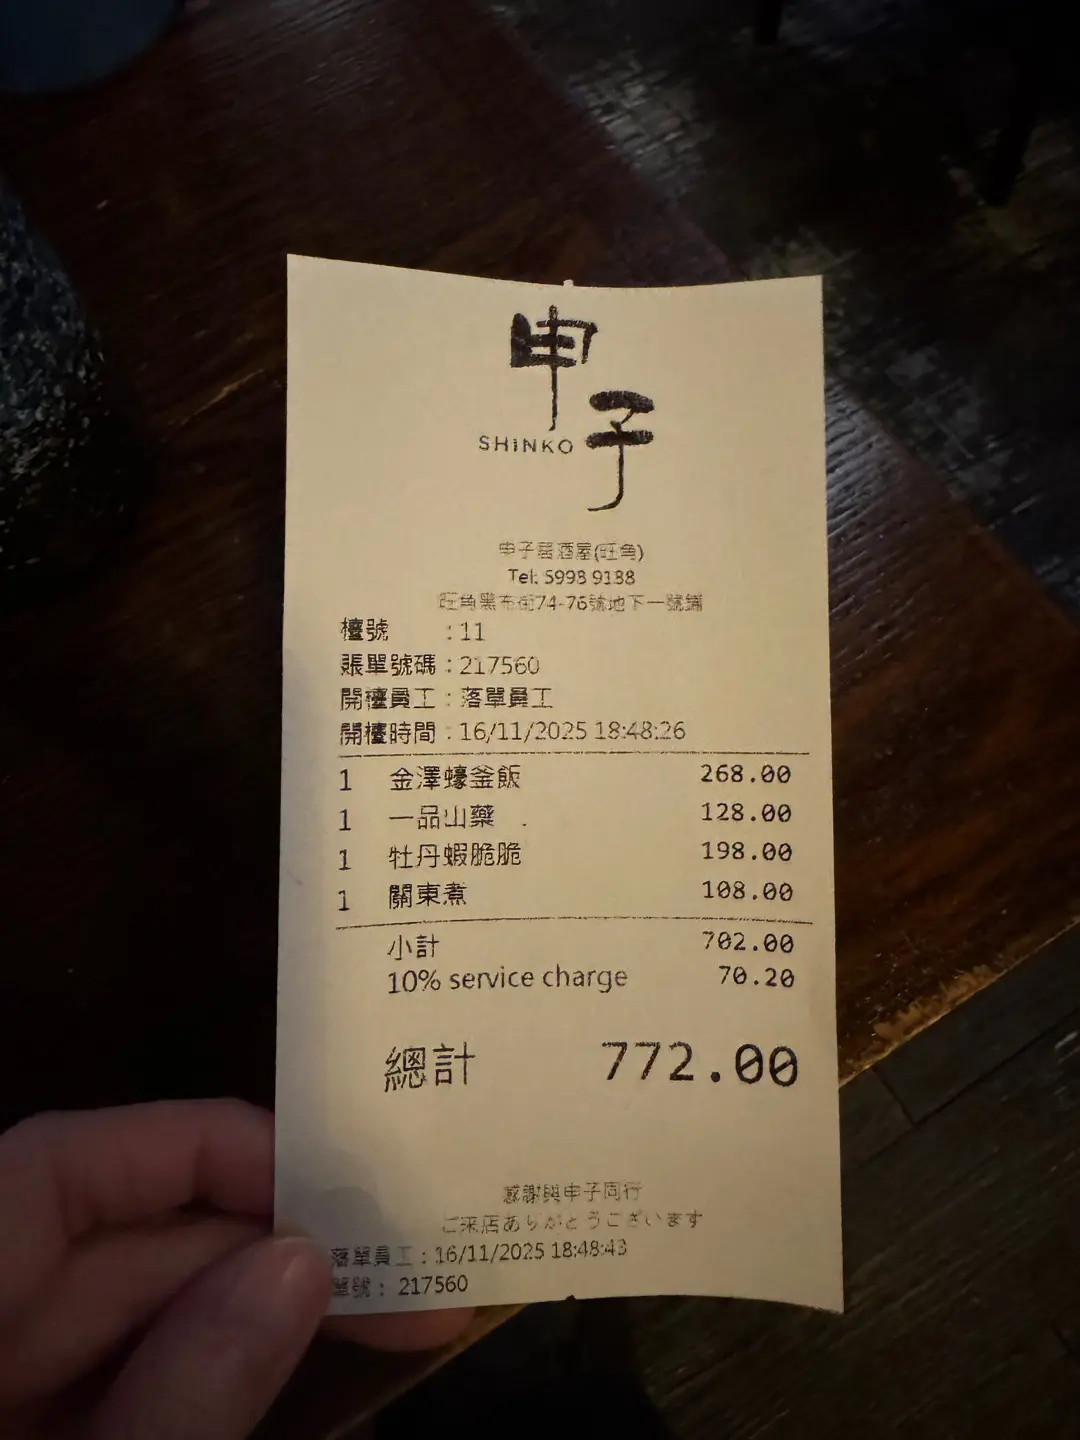 申子
SHINKO
申子居酒屋(旺角)
Tel: 5998 9188
旺角黑布街74-76號地下一號鋪
檯號 : 11
賬單號碼 : 217560
開檯員工 : 落單員工
開檯時間 : 16/11/2025 18:48:26
1 金澤蠔釜飯 268.00
1 一品山藥 . 128.00
1 牡丹蝦脆脆 198.00
1 關東煮 108.00
小計 702.00
10% service charge 70.20
總計 772.00
感謝與申子同行
ご来店ありがとうございます
落單員工 : 16/11/2025 18:48:43
單號 : 217560